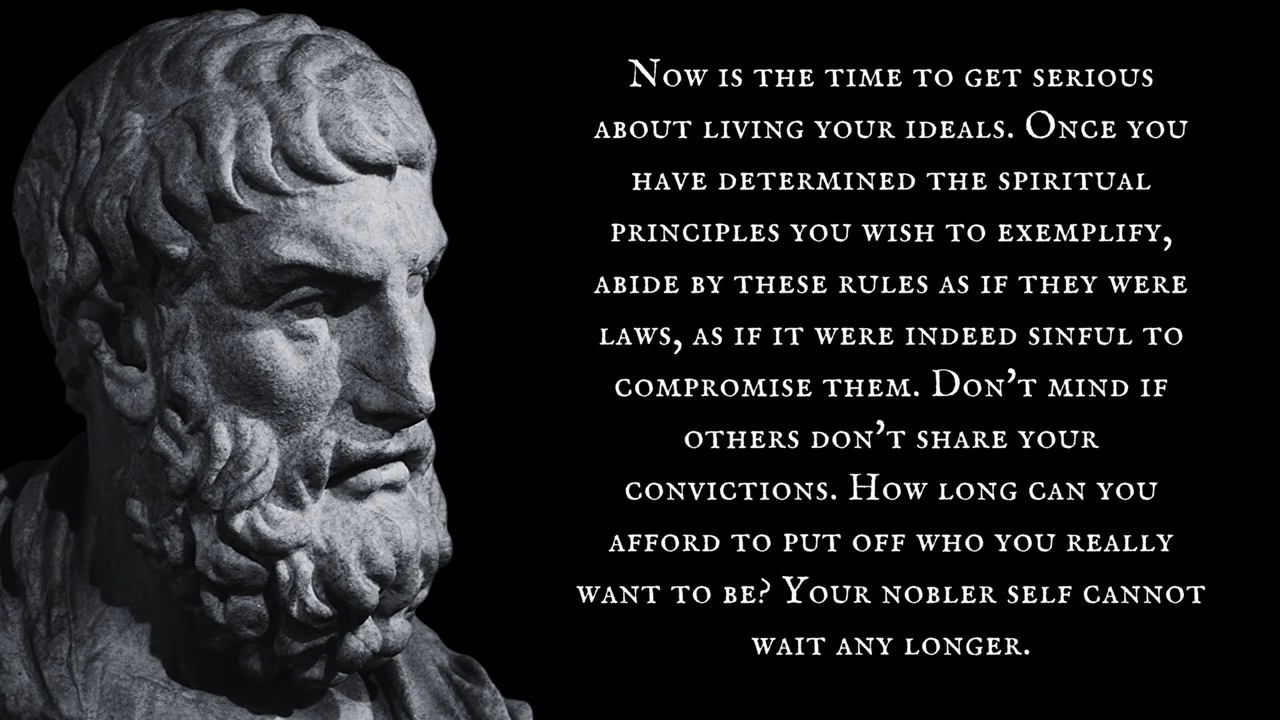 Now is the time to get serious
about living your ideals. Once you
have determined the spiritual
principles you wish to exemplify,
abide by these rules as if they were
laws, as if it were indeed sinful to
compromise them. Don't mind if
others don't share your
convictions. How long can you
afford to put off who you really
want to be? Your nobler self cannot
wait any longer.